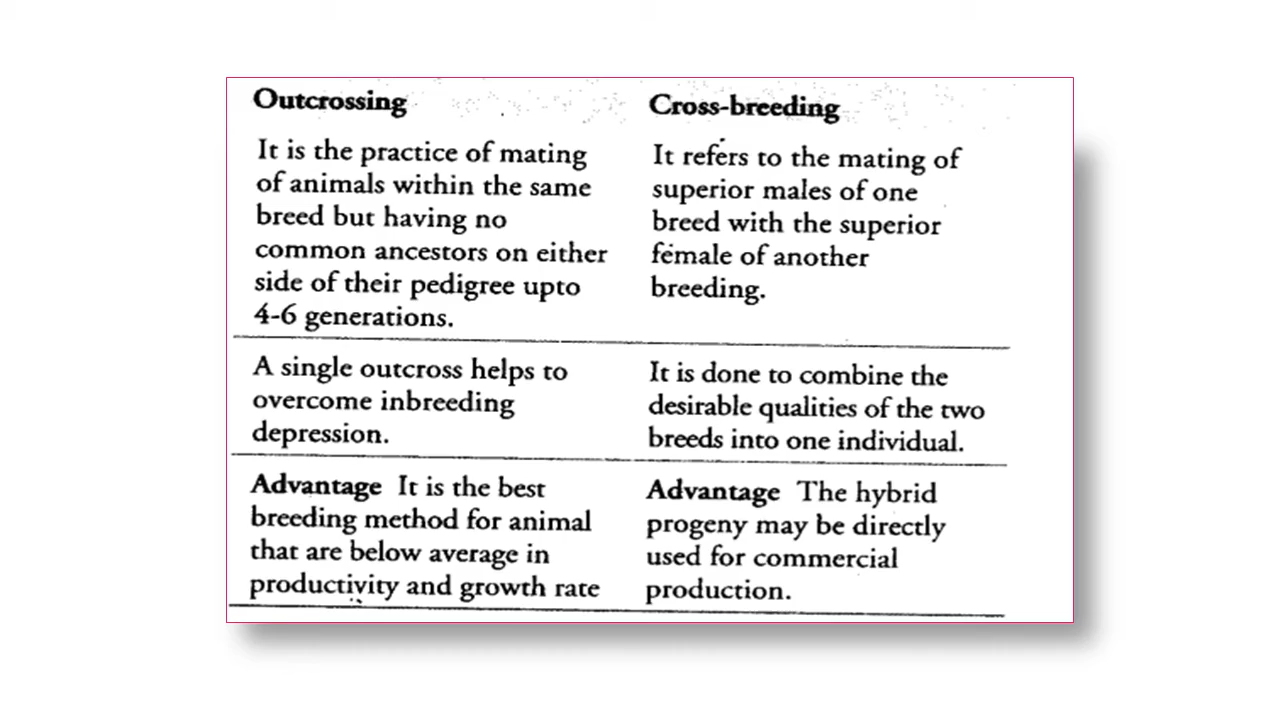 Outcrossing
It is the practice of mating
of animals within the same
breed but having no
common ancestors on either
side of their pedigree upto
4-6 generations.
Cross-breeding
It refers to the mating of
superior males of one
breed with the superior
female of another
breeding.
A single outcross helps to
overcome inbreeding
depression.
It is done to combine the
desirable qualities of the two
breeds into one individual.
Advantage It is the best
breeding method for animal
that are below average in
productivity and growth rate
Advantage The hybrid
progeny may be directly
used for commercial
production.